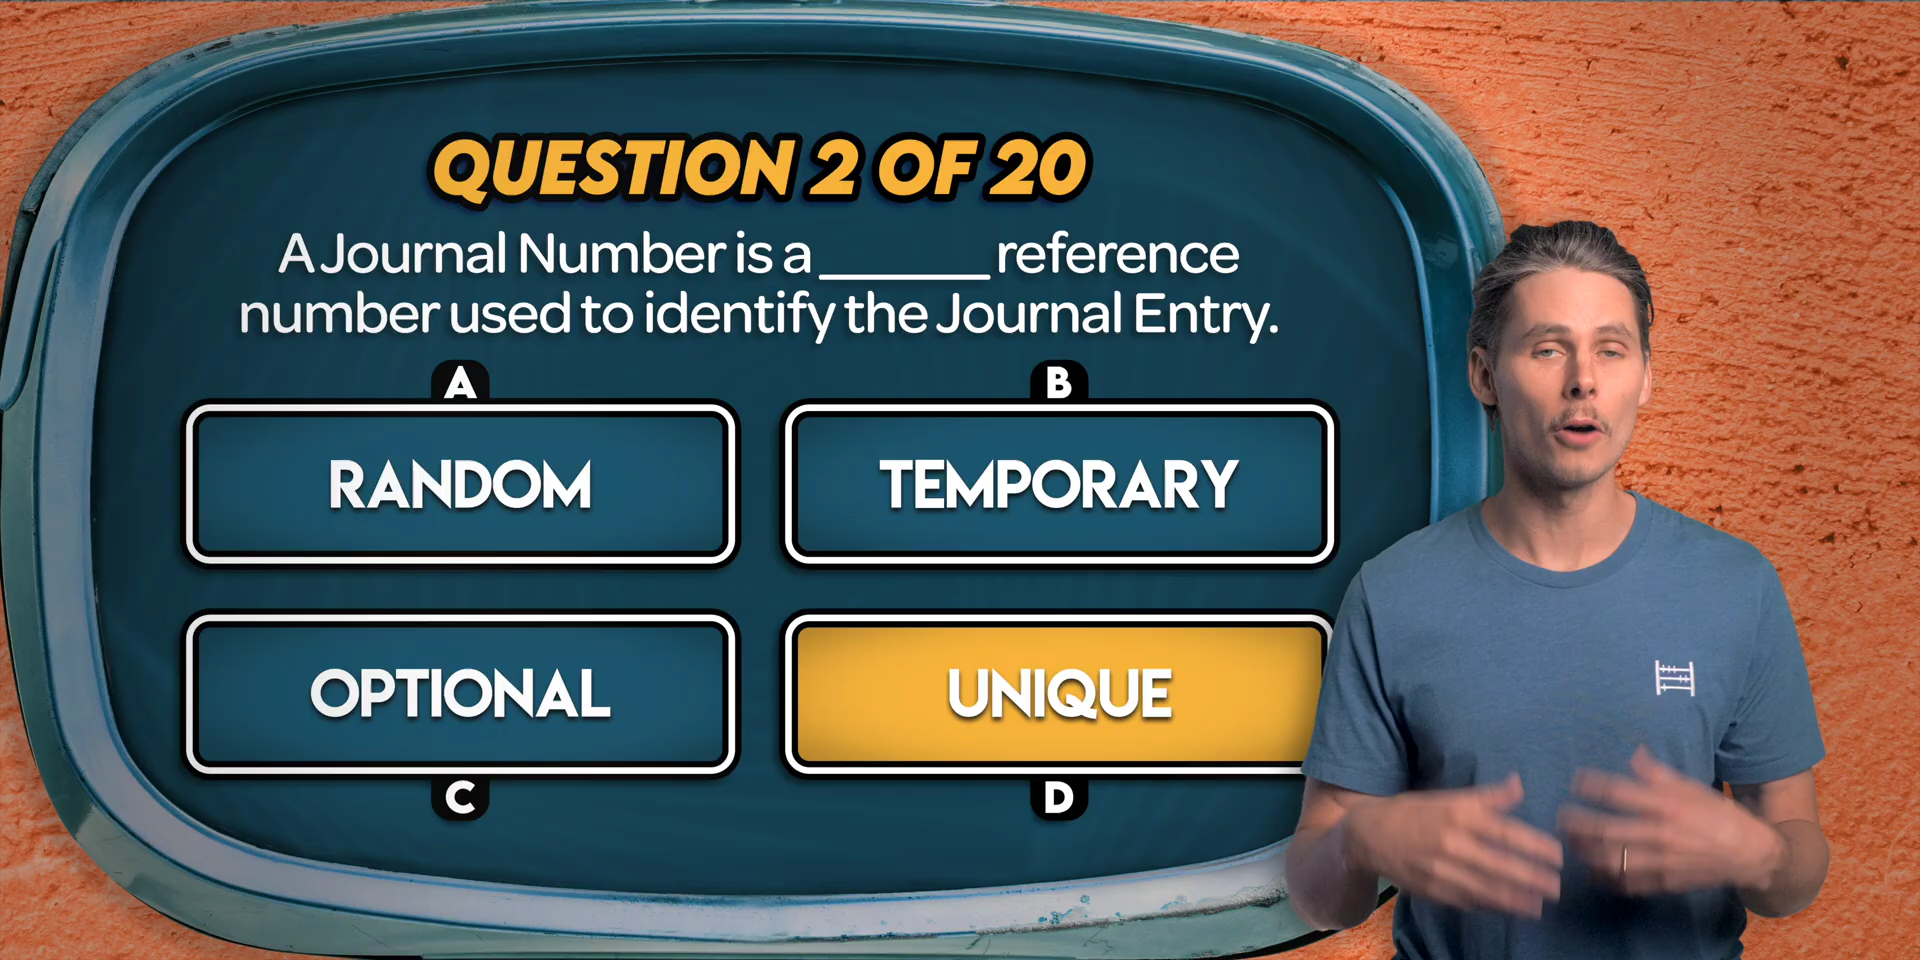 QUESTION 2 OF 20
A Journal Number is a ______ reference
number used to identify the Journal Entry.
A
B
RANDOM
TEMPORARY
OPTIONAL
UNIQUE
C
D